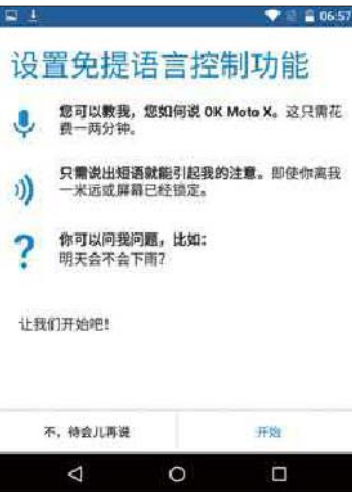 06:57
设置免提语言控制功能
您可以教我，您如何说 OK Moto X。这只需花
费一两分钟。
只需说出短语就能引起我的注意。即使你离我
一米远或屏幕已经锁定。
你可以问我问题，比如：
明天会不会下雨？
让我们开始吧！
不，待会儿再说
开始